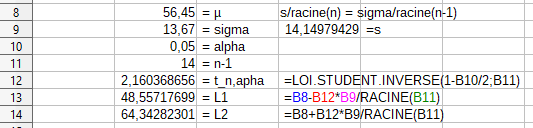 8 56,45 = µ s/racine(n) = sigma/racine(n-1)
9 13,67 = sigma 14,14979429 =s
10 0,05 = alpha
11 14 = n-1
12 2,160368656 = t_n,apha =LOI.STUDENT.INVERSE(1-B10/2;B11)
13 48,55717699 = L1 =B8-B12*B9/RACINE(B11)
14 64,34282301 = L2 =B8+B12*B9/RACINE(B11)